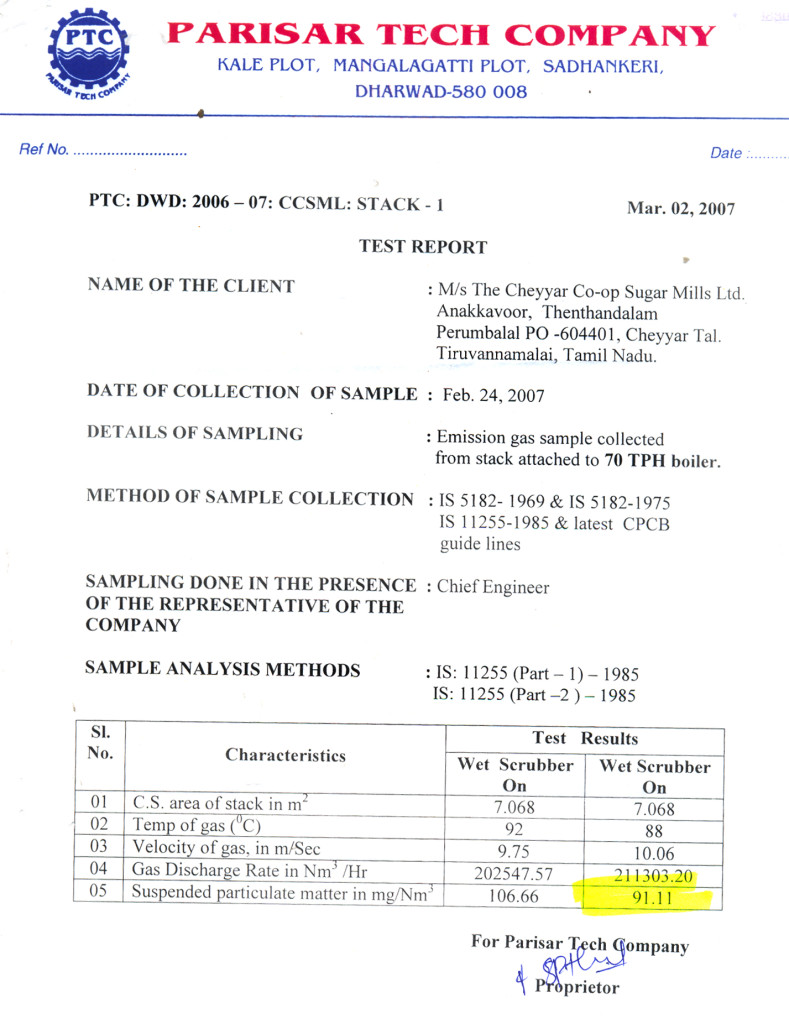 PTC
PARISAR TECH COMPANY
PARISAR TECH COMPANY
KALE PLOT, MANGALAGATTI PLOT, SADHANKERI,
DHARWAD-580 008
Ref No. ............................
Date :..........
PTC: DWD: 2006 – 07: CCSML: STACK - 1
Mar. 02, 2007
TEST REPORT
NAME OF THE CLIENT : M/s The Cheyyar Co-op Sugar Mills Ltd.
Anakkavoor, Thenthandalam
Perumbalal PO -604401, Cheyyar Tal.
Tiruvannamalai, Tamil Nadu.
DATE OF COLLECTION OF SAMPLE : Feb. 24, 2007
DETAILS OF SAMPLING : Emission gas sample collected
from stack attached to 70 TPH boiler.
METHOD OF SAMPLE COLLECTION : IS 5182- 1969 & IS 5182-1975
IS 11255-1985 & latest CPCB
guide lines
SAMPLING DONE IN THE PRESENCE : Chief Engineer
OF THE REPRESENTATIVE OF THE
COMPANY
SAMPLE ANALYSIS METHODS : IS: 11255 (Part – 1) – 1985
IS: 11255 (Part –2 ) – 1985
Sl. No. Characteristics Test Results
Wet Scrubber On Wet Scrubber On
01 C.S. area of stack in m² 7.068 7.068
02 Temp of gas (⁰C) 92 88
03 Velocity of gas, in m/Sec 9.75 10.06
04 Gas Discharge Rate in Nm³ /Hr 202547.57 211303.20
05 Suspended particulate matter in mg/Nm³ 106.66 91.11
For Parisar Tech Company
Proprietor